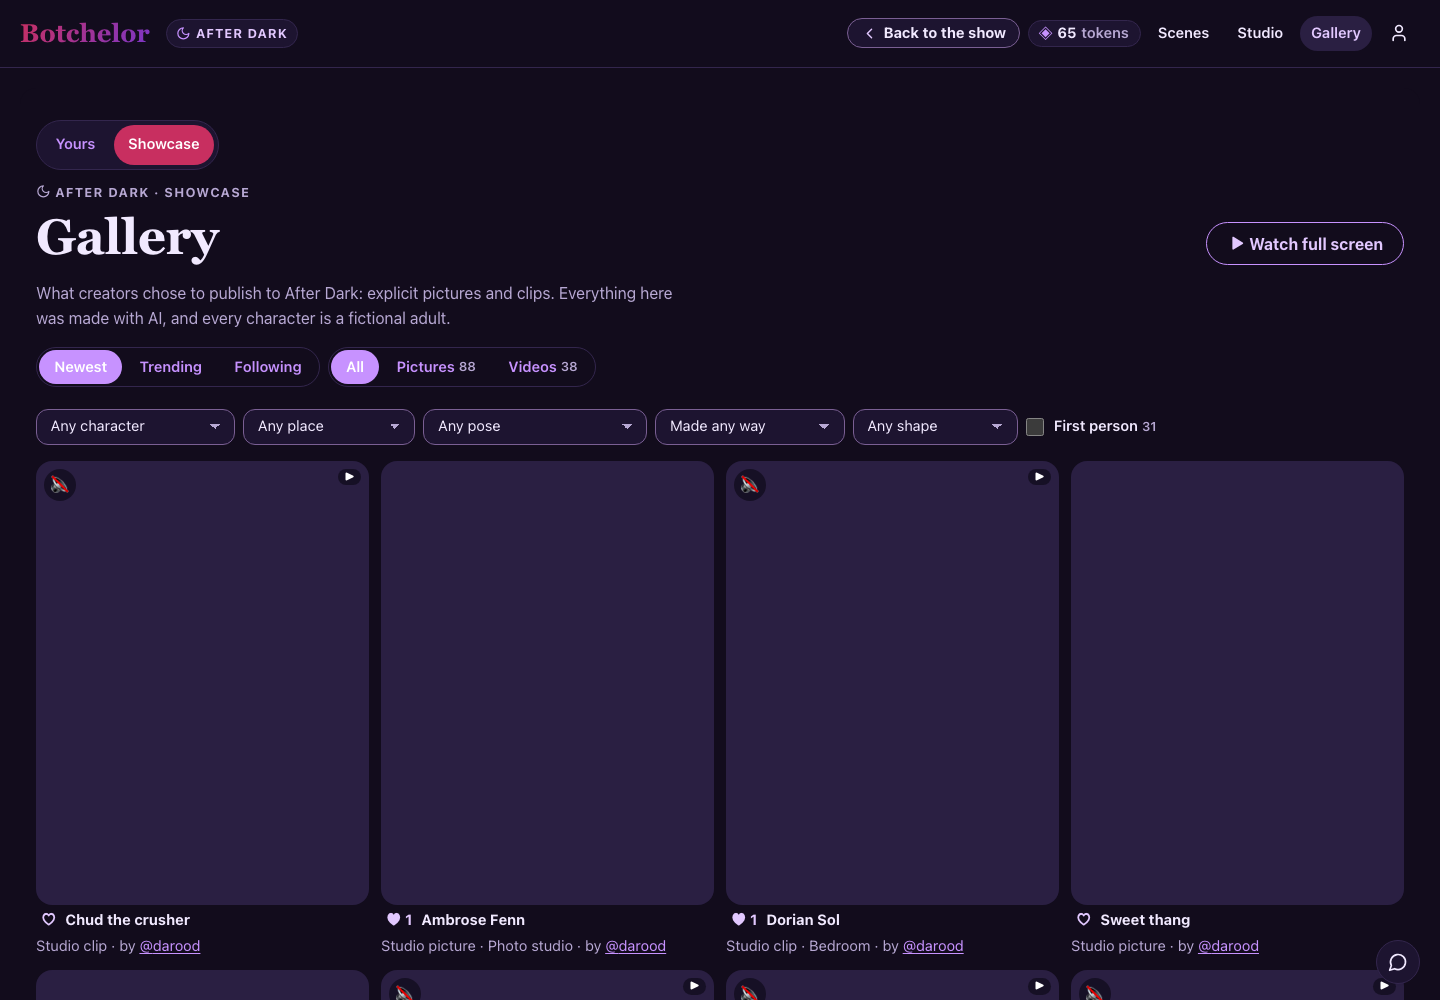 Botchelor
AFTER DARK
Back to the show
65 tokens
Scenes
Studio
Gallery
Yours
Showcase
AFTER DARK · SHOWCASE
Gallery
Watch full screen
What creators chose to publish to After Dark: explicit pictures and clips. Everything here
was made with AI, and every character is a fictional adult.
Newest
Trending
Following
All
Pictures 88
Videos 38
Any character
Any place
Any pose
Made any way
Any shape
First person 31
Chud the crusher
Studio clip · by @darood
1 Ambrose Fenn
Studio picture · Photo studio · by @darood
1 Dorian Sol
Studio clip · Bedroom · by @darood
Sweet thang
Studio picture · by @darood